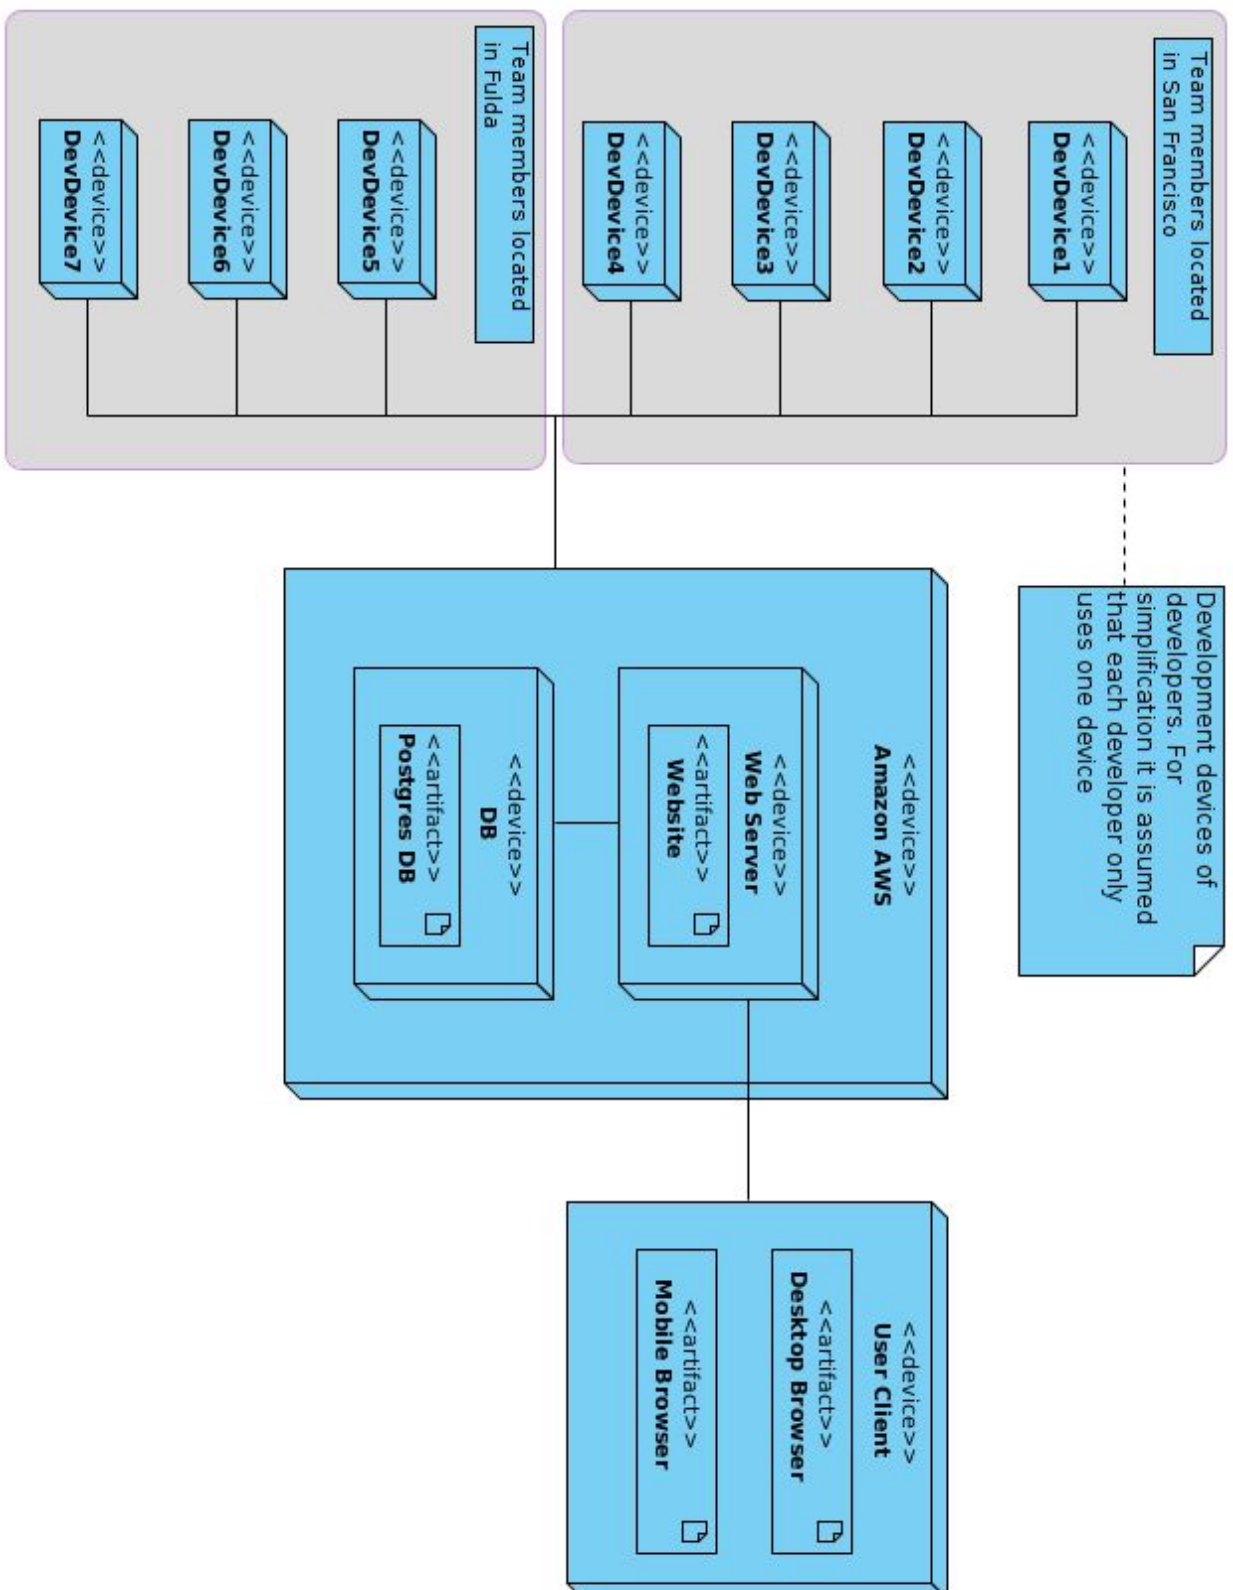 Team members located
in San Francisco
<<device>>
DevDevice1
<<device>>
DevDevice2
<<device>>
DevDevice3
<<device>>
DevDevice4
Team members located
in Fulda
<<device>>
DevDevice5
<<device>>
DevDevice6
<<device>>
DevDevice7
Development devices of
developers. For
simplification it is assumed
that each developer only
uses one device
<<device>>
Amazon AWS
<<device>>
Web Server
<<artifact>>
Website
<<device>>
DB
<<artifact>>
Postgres DB
<<device>>
User Client
<<artifact>>
Desktop Browser
<<artifact>>
Mobile Browser